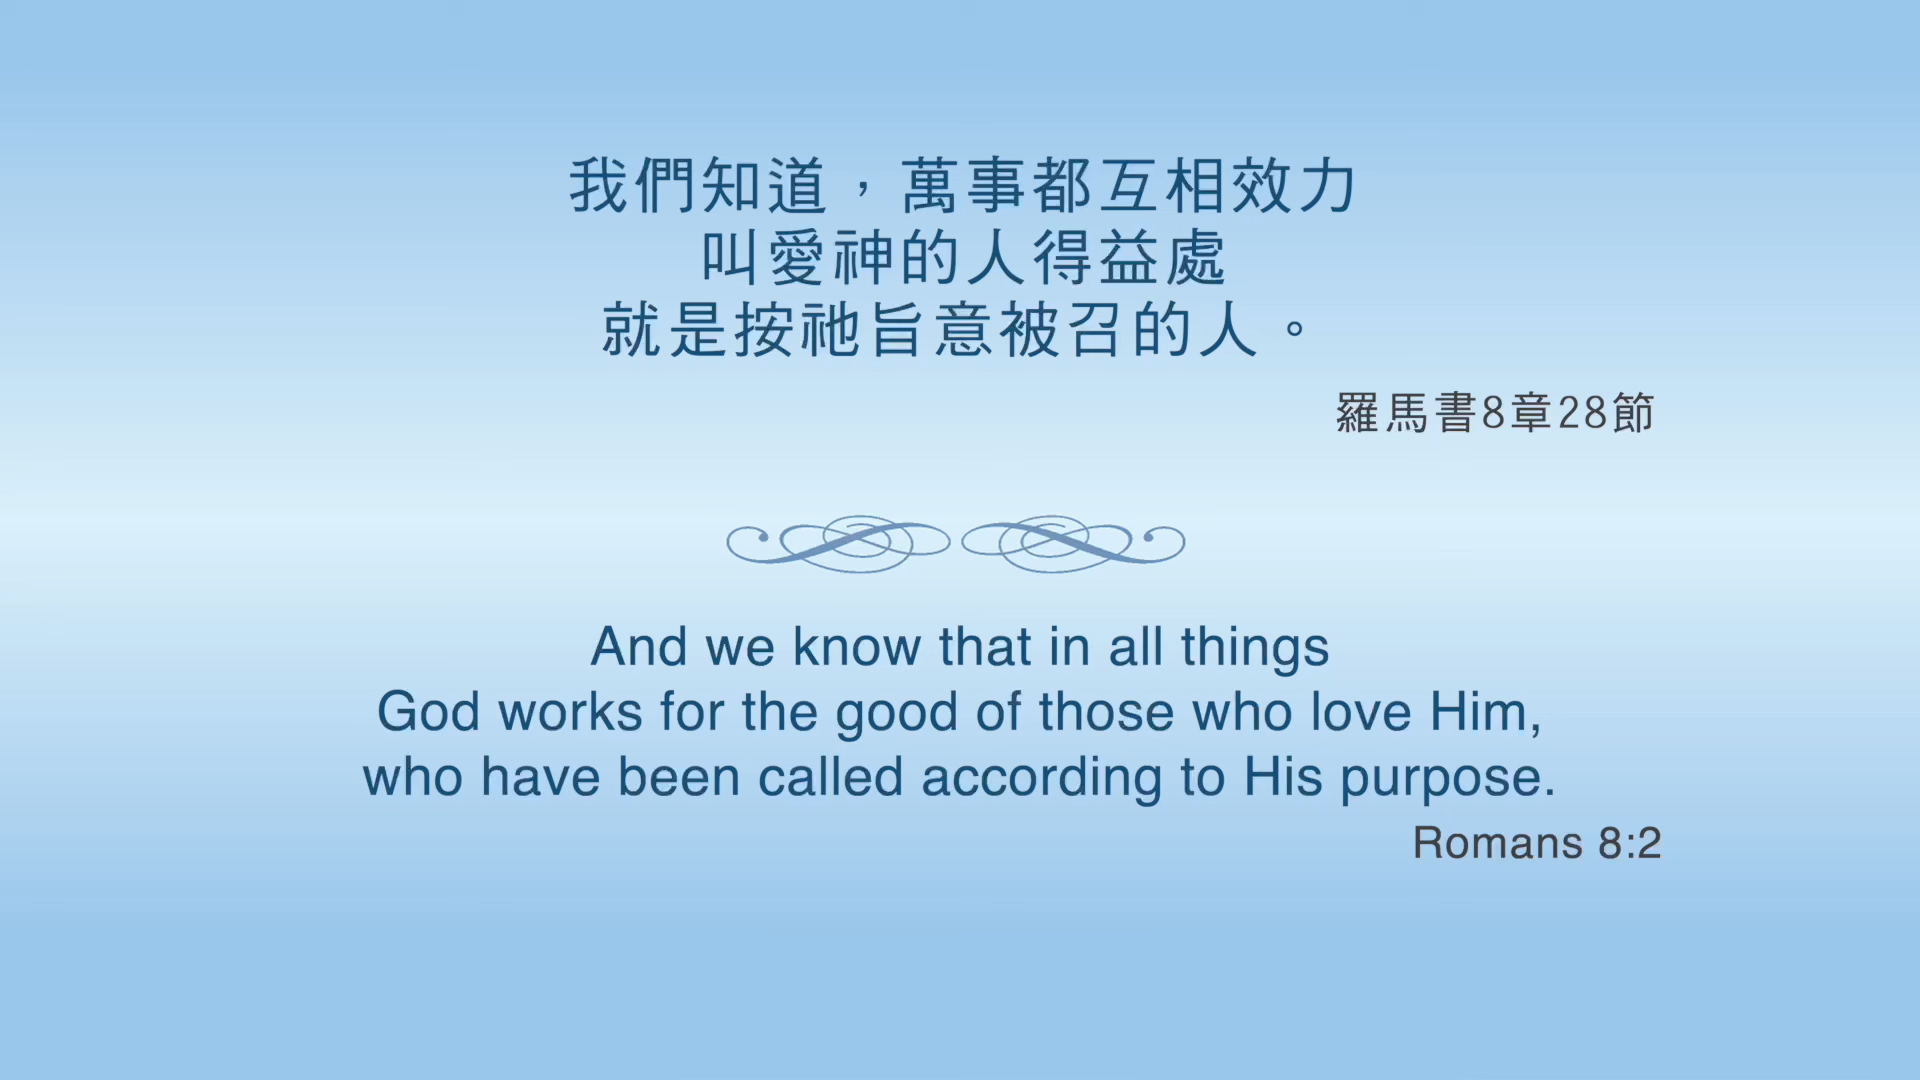 我們知道，萬事都互相效力
叫愛神的人得益處
就是按祂旨意被召的人。
羅馬書8章28節
And we know that in all things
God works for the good of those who love Him,
who have been called according to His purpose.
Romans 8:2